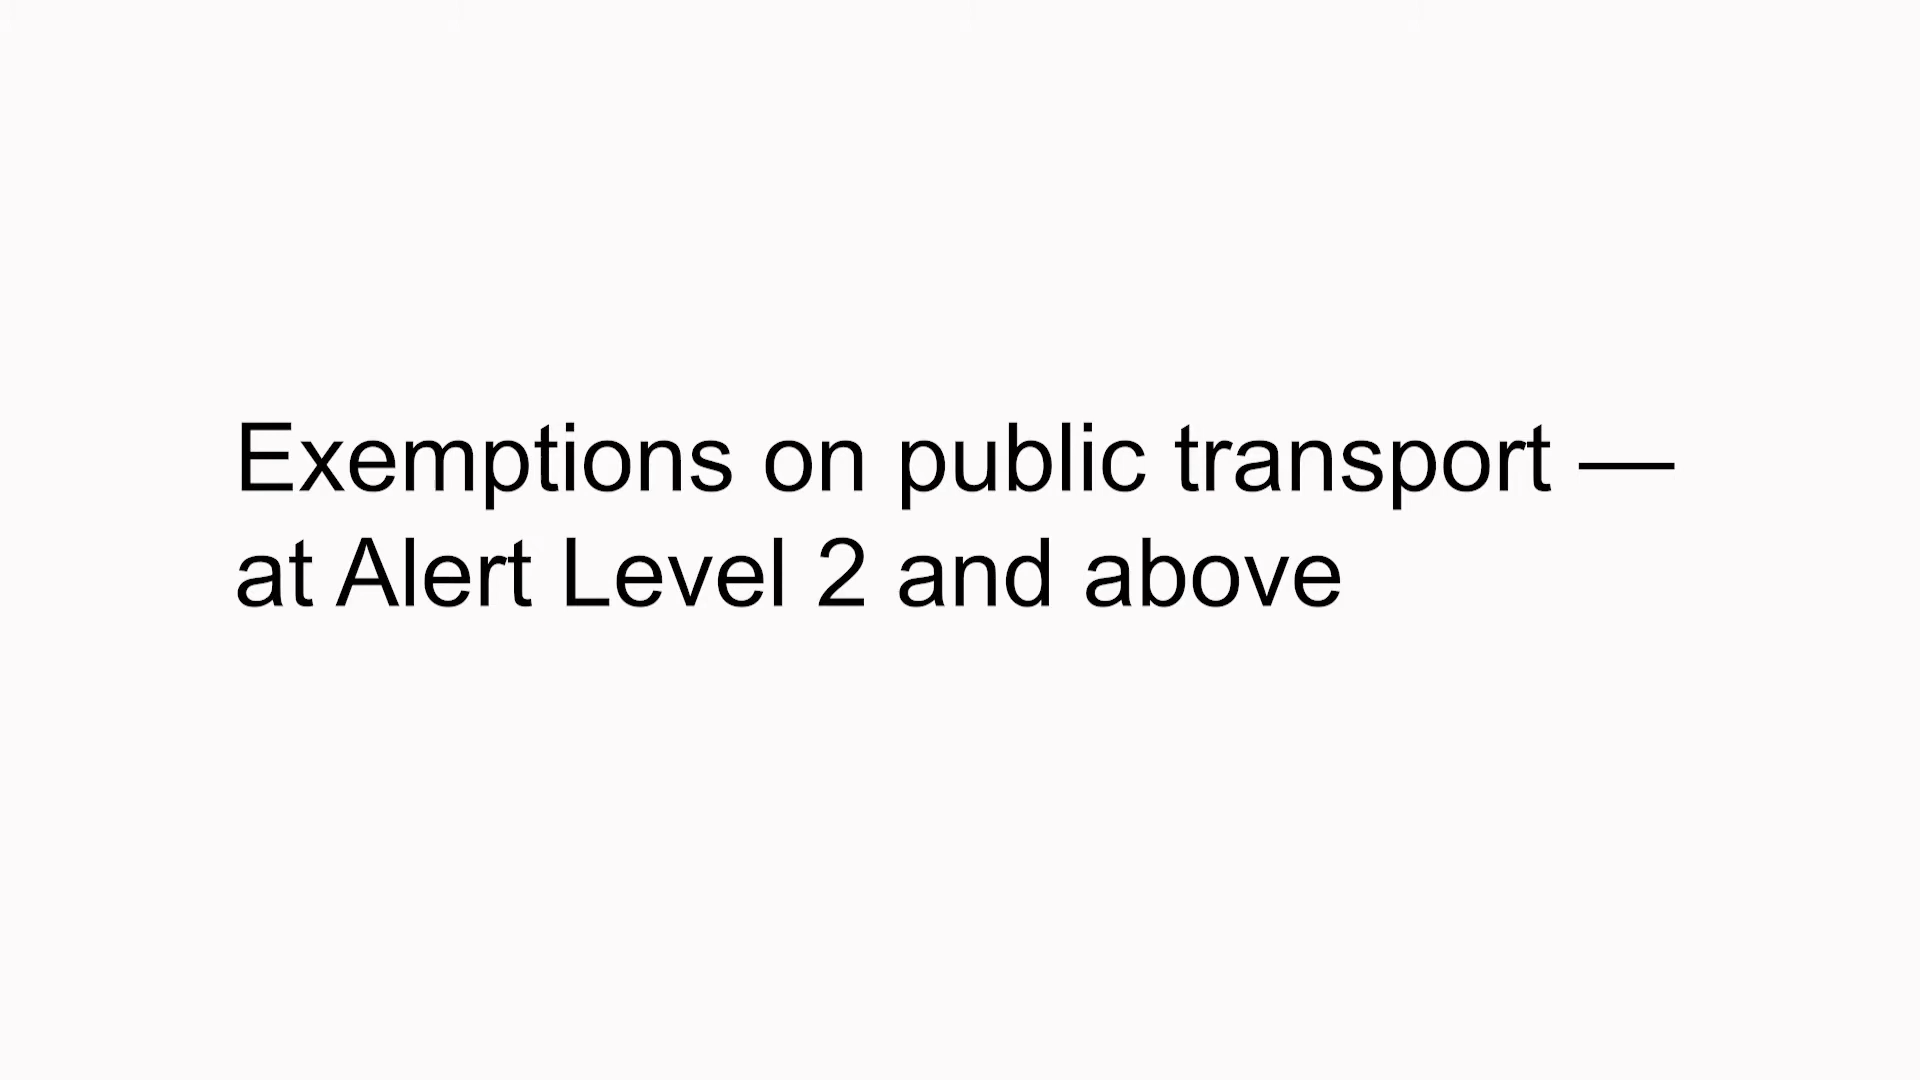 Exemptions on public transport —
at Alert Level 2 and above